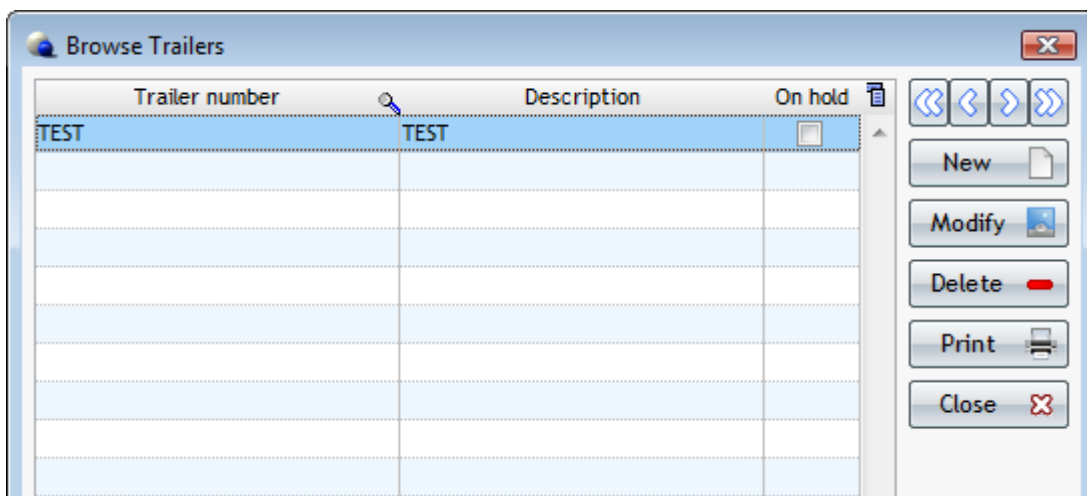 Browse Trailers
Trailer number Description On hold
TEST TEST
New
Modify
Delete
Print
Close